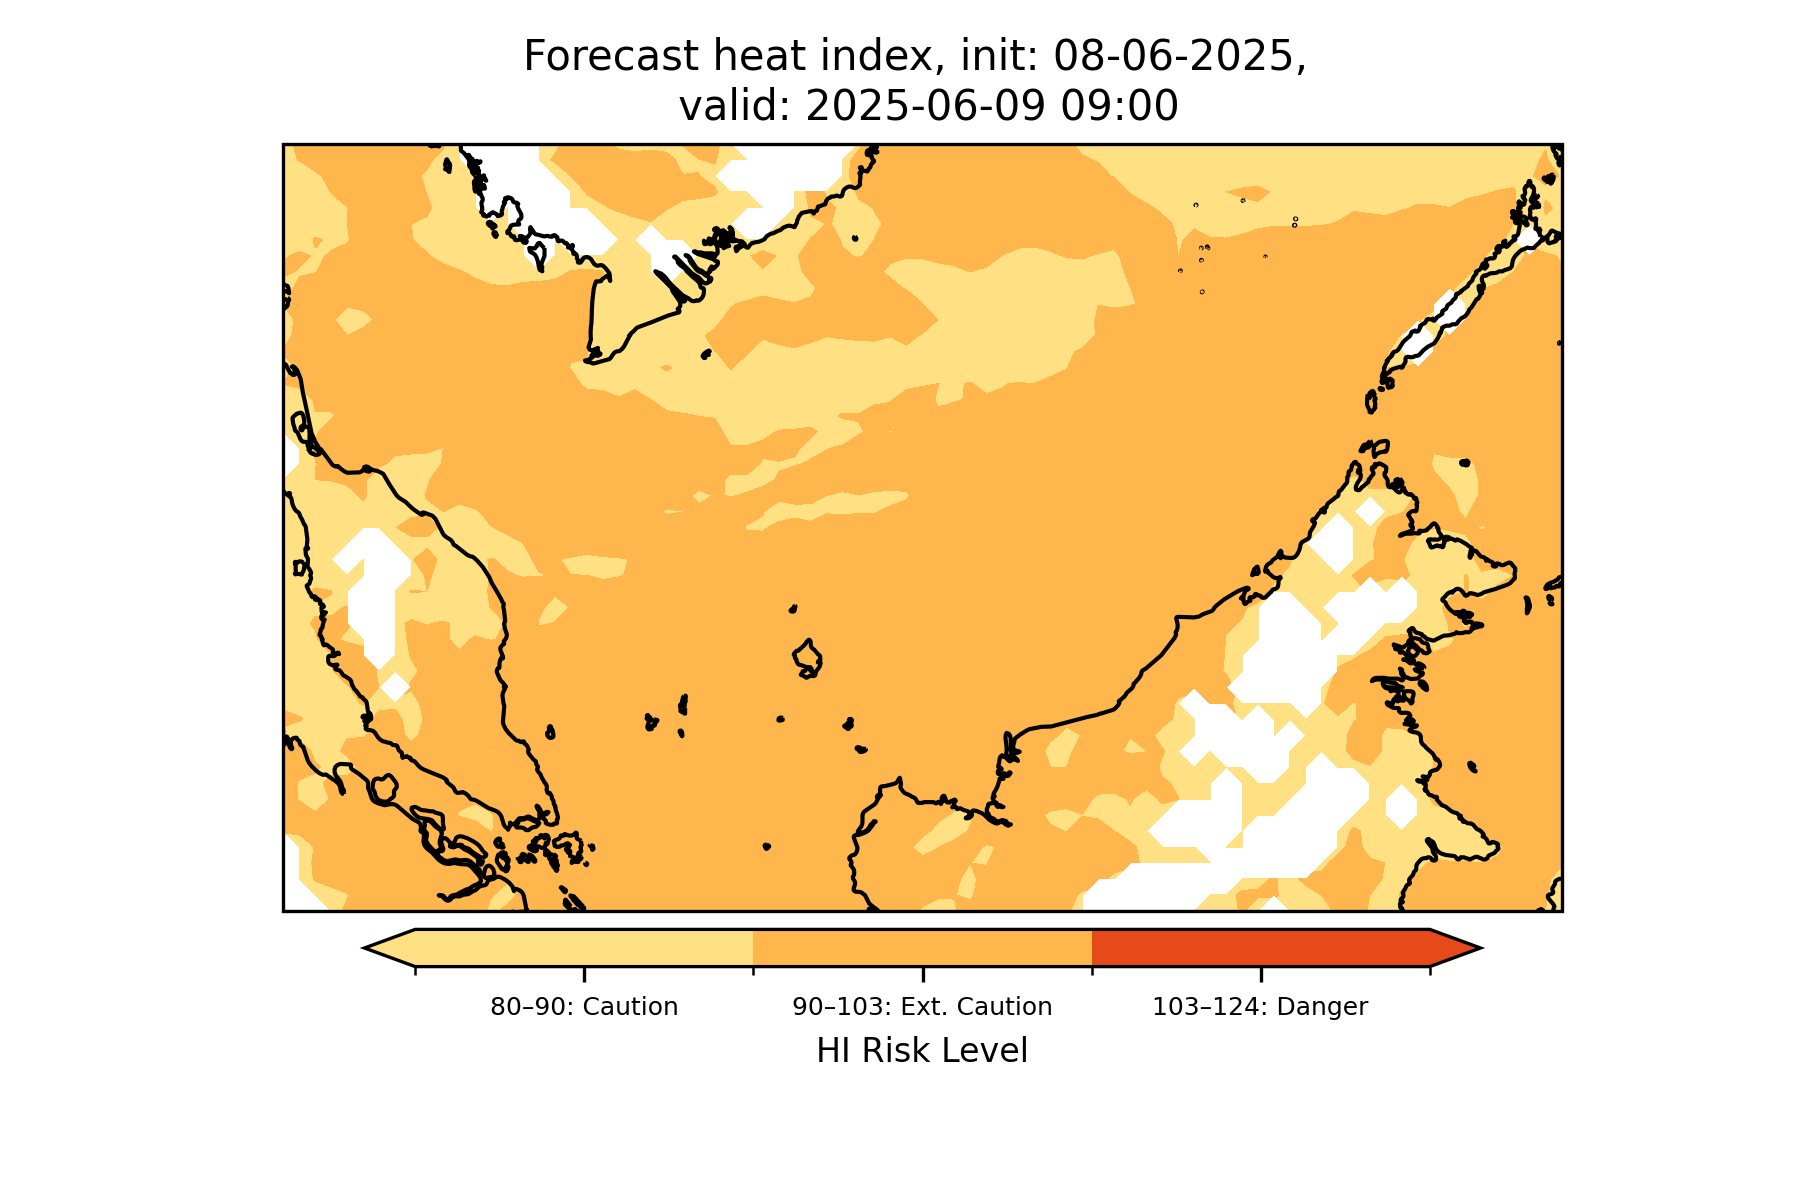 Forecast heat index, init: 08-06-2025,
valid: 2025-06-09 09:00
80–90: Caution
90–103: Ext. Caution
103–124: Danger
HI Risk Level